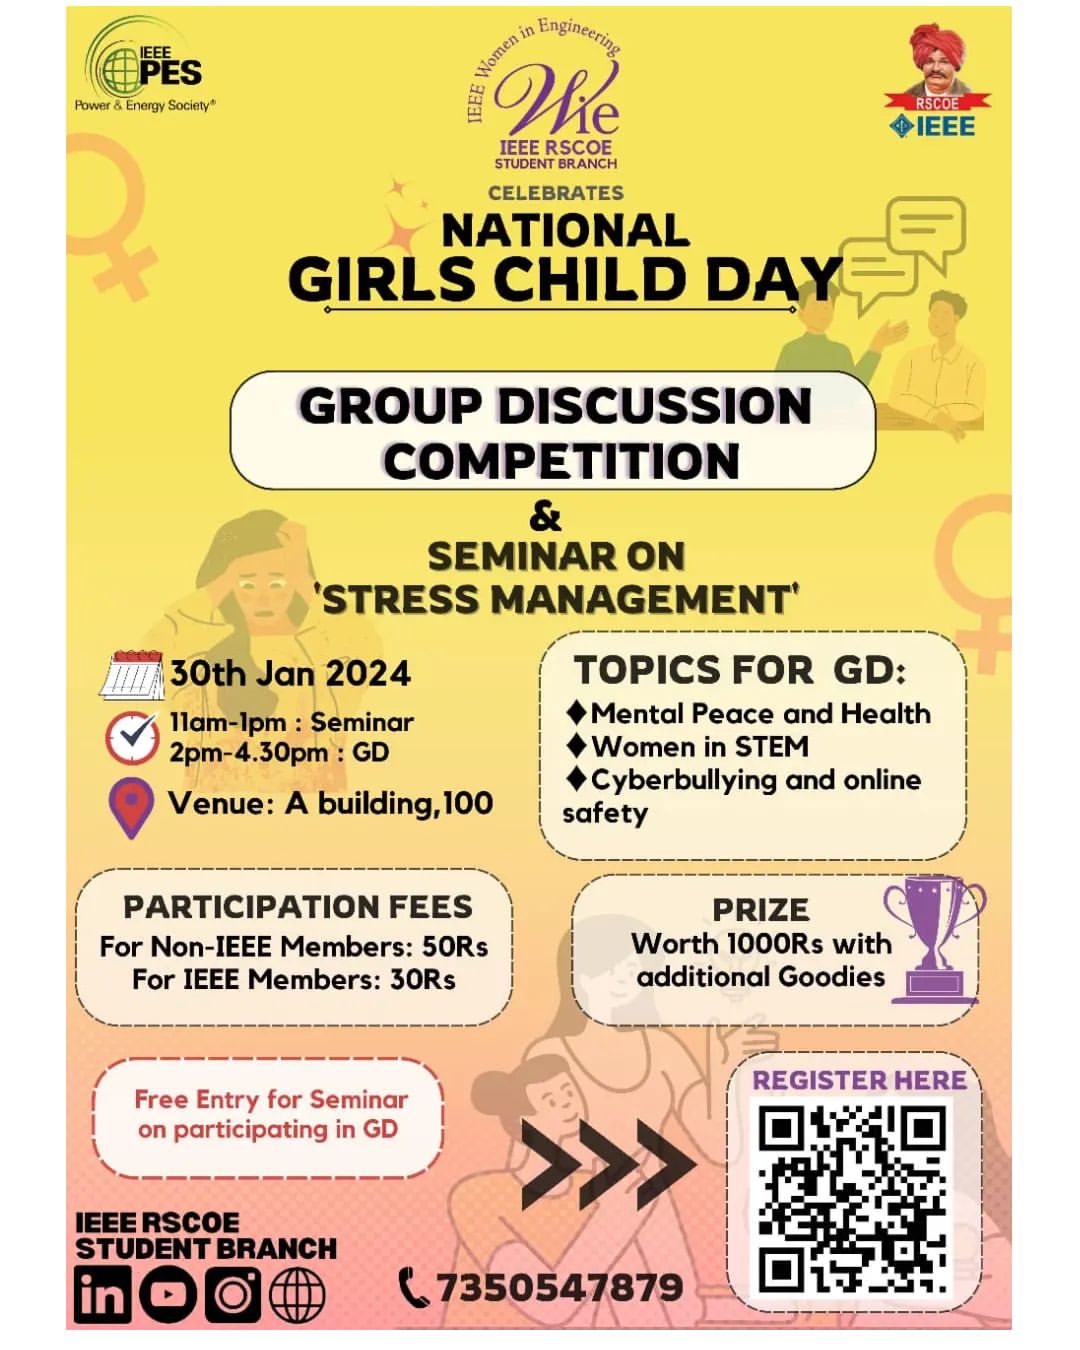 IEEE
PES
Power & Energy Society®
IEEE Women in Engineering
Wie
IEEE RSCOE
STUDENT BRANCH
RSCOE
IEEE
CELEBRATES
NATIONAL
GIRLS CHILD DAY
GROUP DISCUSSION
COMPETITION
&
SEMINAR ON
'STRESS MANAGEMENT'
30th Jan 2024
11am-1pm : Seminar
2pm-4.30pm : GD
Venue: A building,100
TOPICS FOR GD:
♦Mental Peace and Health
♦Women in STEM
♦Cyberbullying and online
safety
PARTICIPATION FEES
For Non-IEEE Members: 50Rs
For IEEE Members: 30Rs
PRIZE
Worth 1000Rs with
additional Goodies
Free Entry for Seminar
on participating in GD
REGISTER HERE
IEEE RSCOE
STUDENT BRANCH
in
7350547879